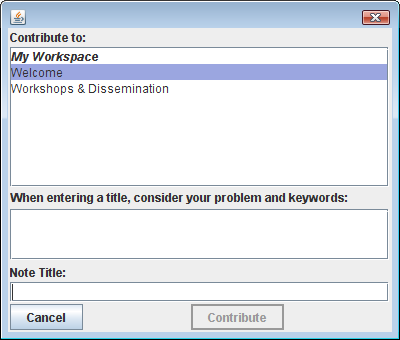 Contribute to:
My Workspace
Welcome
Workshops & Dissemination
When entering a title, consider your problem and keywords:
Note Title:
Cancel
Contribute